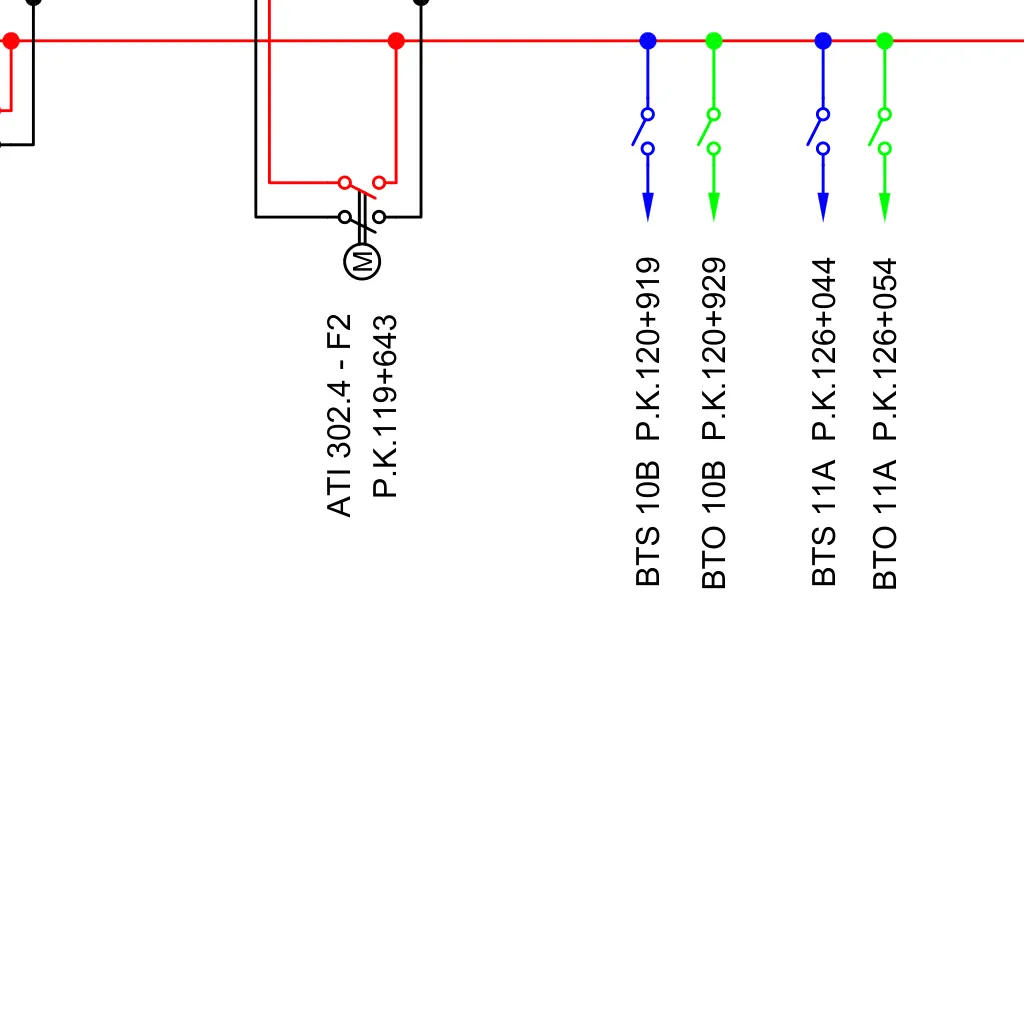 M
ATI 302.4 - F2
P.K.119+643
BTS 10B P.K.120+919
BTO 10B P.K.120+929
BTS 11A P.K.126+044
BTO 11A P.K.126+054